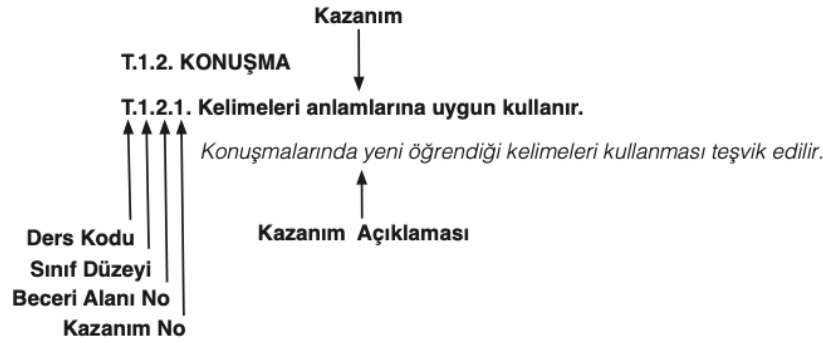 Kazanım
T.1.2. KONUŞMA
T.1.2.1. Kelimeleri anlamlarına uygun kullanır.
Konuşmalarında yeni öğrendiği kelimeleri kullanması teşvik edilir.
Ders Kodu
Kazanım Açıklaması
Sınıf Düzeyi
Beceri Alanı No
Kazanım No